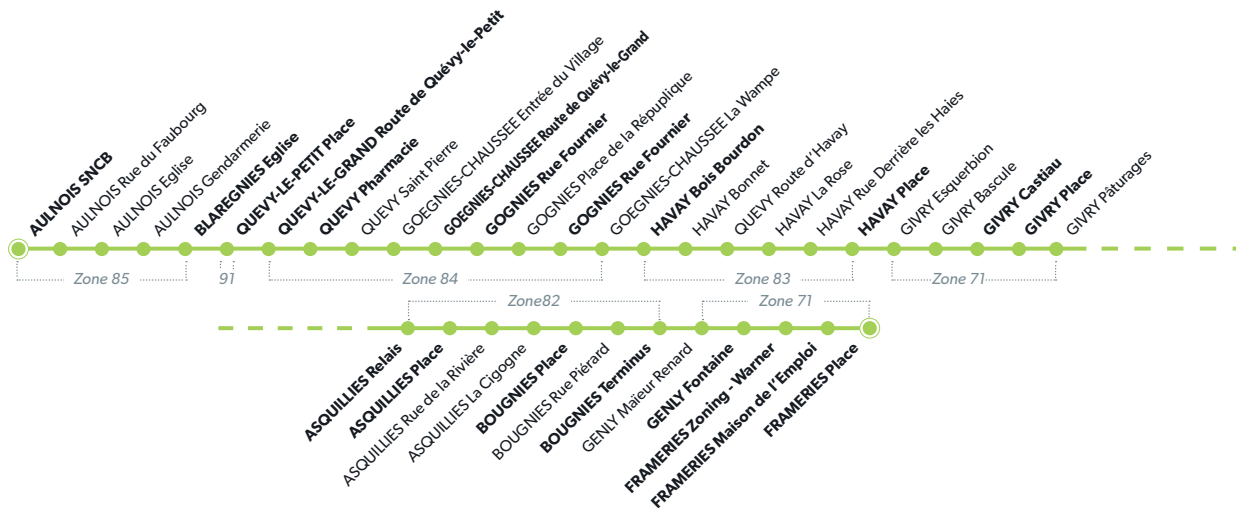 AULNOIS SNCB
AULNOIS Rue du Faubourg
AULNOIS Eglise
AULNOIS Gendarmerie
BLAREGNIES Eglise
QUEVY-LE-PETIT Place
QUEVY-LE-GRAND Route de Quévy-le-Petit
QUEVY Pharmacie
QUEVY Saint Pierre
GOEGNIES-CHAUSSEE Entrée du Village
GOEGNIES-CHAUSSEE Route de Quévy-le-Grand
GOGNIES Rue Fournier
GOGNIES Place de la République
GOGNIES Rue Fournier
GOEGNIES-CHAUSSEE La Wampe
HAVAY Bois Bourdon
HAVAY Bonnet
QUEVY Route d'Havay
HAVAY La Rose
HAVAY Rue Derrière les Haies
HAVAY Place
GIVRY Esquerbion
GIVRY Bascule
GIVRY Castiau
GIVRY Place
GIVRY Pâturages
Zone 85
91
Zone 84
Zone 83
Zone 71
Zone82
Zone 71
ASQUILLIES Relais
ASQUILLIES Place
ASQUILLIES Rue de la Rivière
ASQUILLIES La Cigogne
BOUGNIES Place
BOUGNIES Rue Piérard
BOUGNIES Terminus
GENLY Maïeur Renard
GENLY Fontaine
FRAMERIES Zoning - Warner
FRAMERIES Maison de l'Emploi
FRAMERIES Place